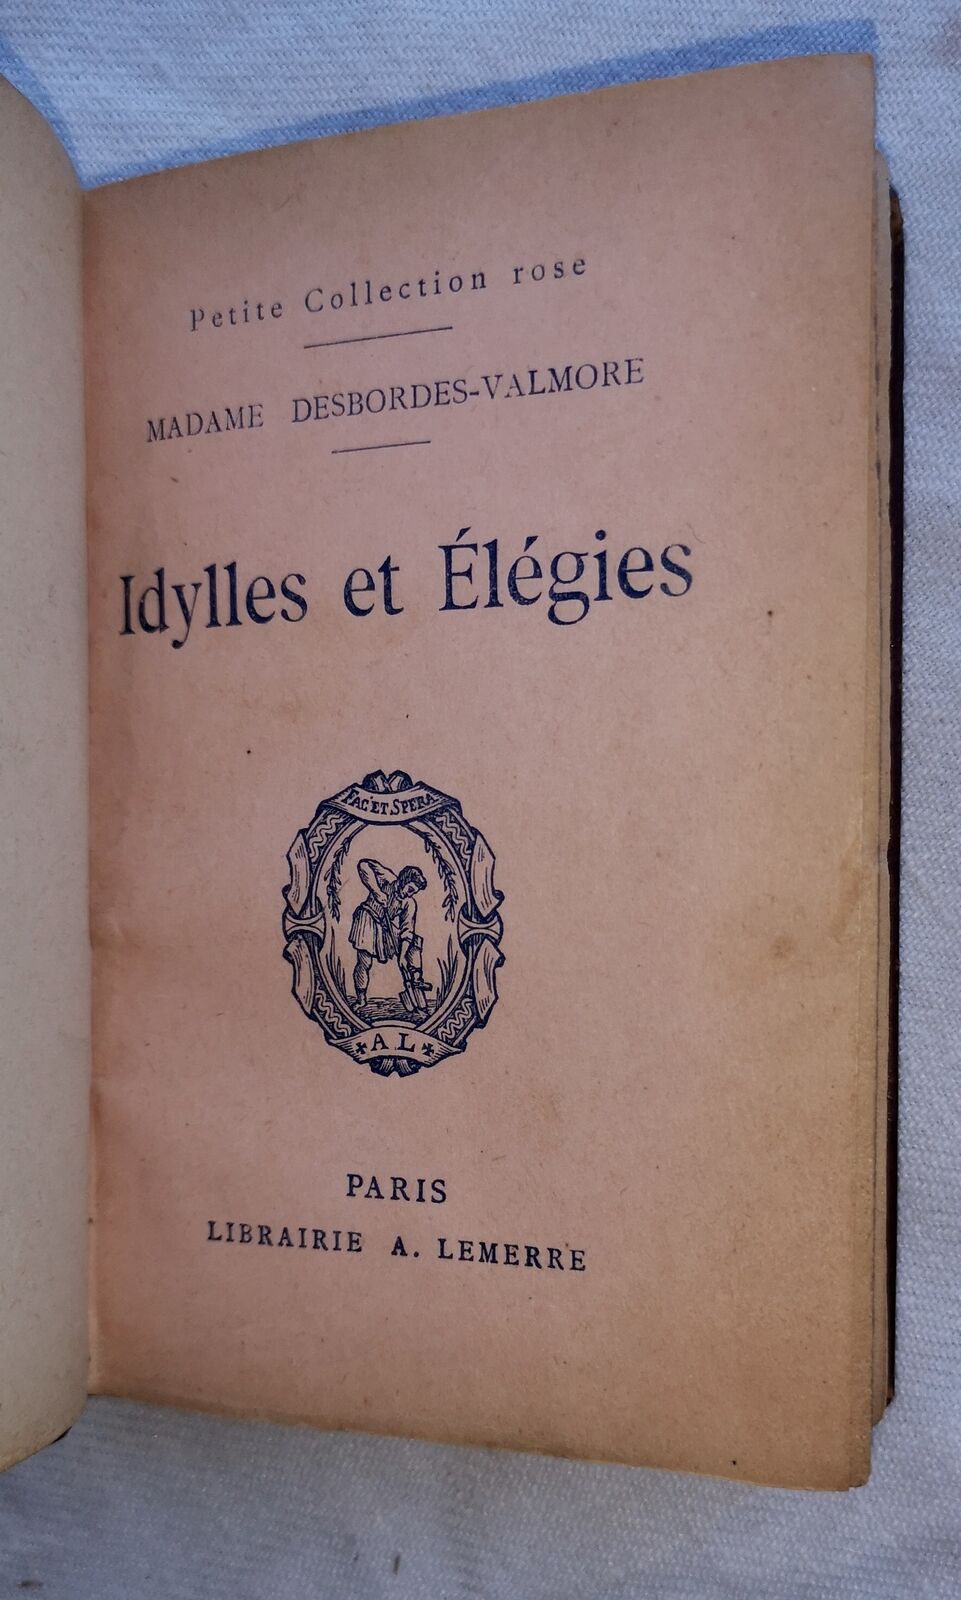 Petite Collection rose
MADAME DESBORDES-VALMORE
Idylles et Élégies
FAC ET SPERA
A L
PARIS
LIBRAIRIE A. LEMERRE